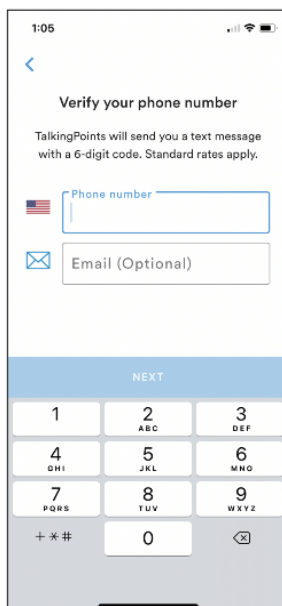 1:05
Verify your phone number
TalkingPoints will send you a text message
with a 6-digit code. Standard rates apply.
Phone number
Email (Optional)
NEXT
1 2 3
ABC DEF
4 5 6
GHI JKL MNO
7 8 9
PQRS TUV WXYZ
+*# 0